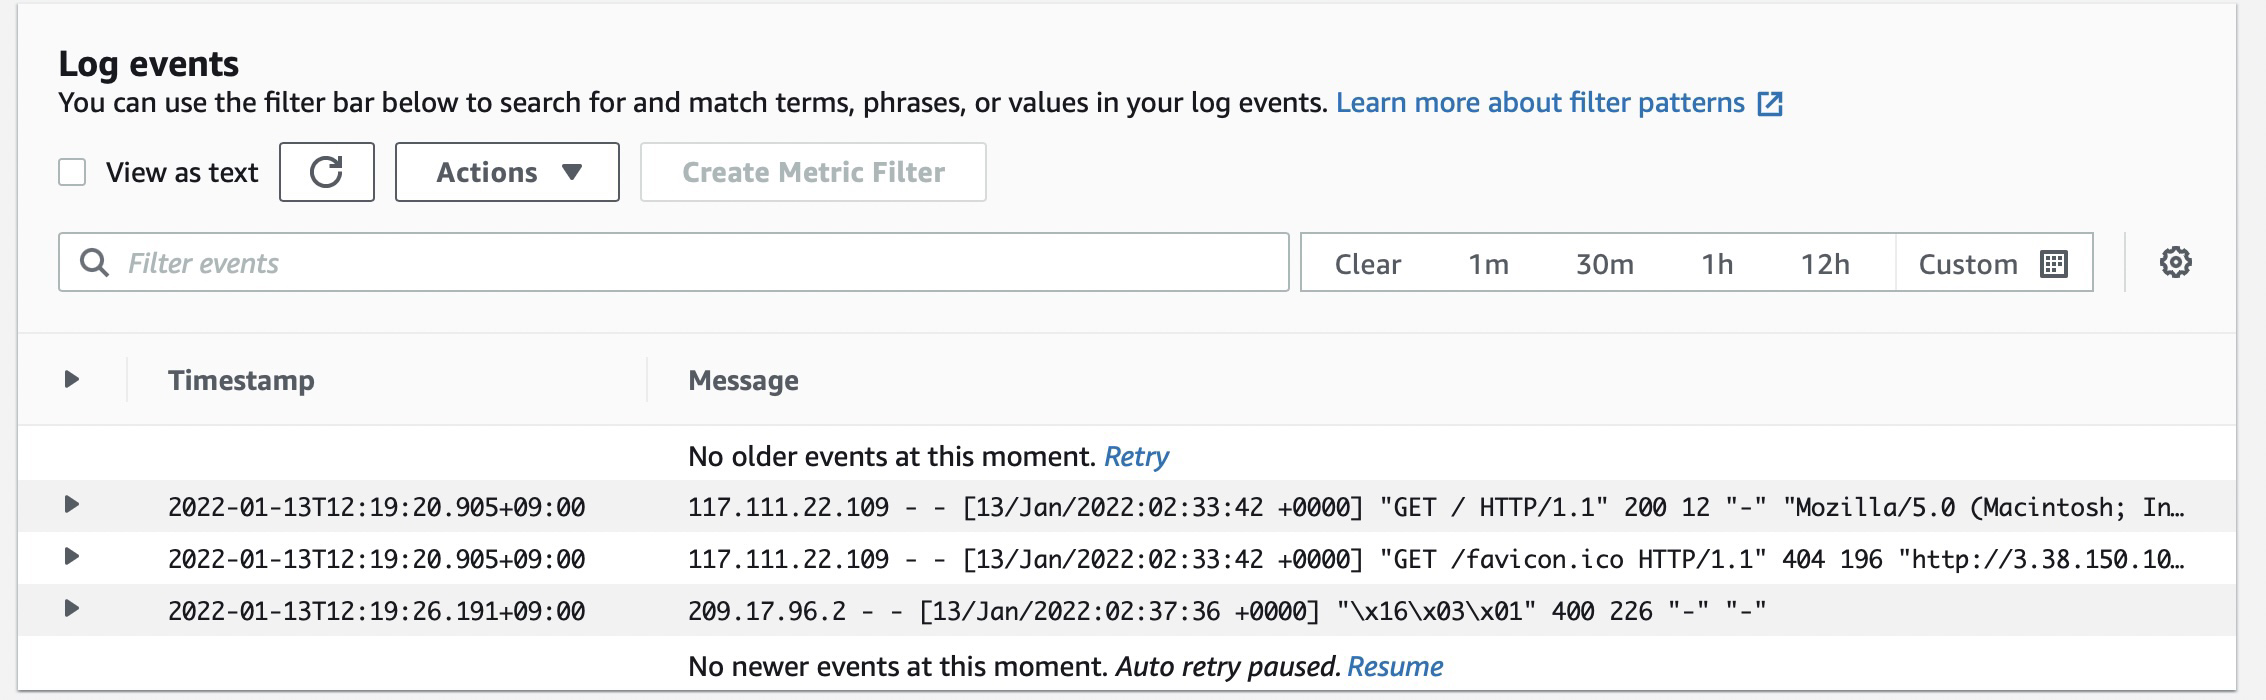 Log events
You can use the filter bar below to search for and match terms, phrases, or values in your log events. Learn more about filter patterns
View as text Actions Create Metric Filter
Filter events Clear 1m 30m 1h 12h Custom
Timestamp Message
No older events at this moment. Retry
2022-01-13T12:19:20.905+09:00 117.111.22.109 - - [13/Jan/2022:02:33:42 +0000] "GET / HTTP/1.1" 200 12 "-" "Mozilla/5.0 (Macintosh; In…
2022-01-13T12:19:20.905+09:00 117.111.22.109 - - [13/Jan/2022:02:33:42 +0000] "GET /favicon.ico HTTP/1.1" 404 196 "http://3.38.150.10…
2022-01-13T12:19:26.191+09:00 209.17.96.2 - - [13/Jan/2022:02:37:36 +0000] "\x16\x03\x01" 400 226 "-" "-"
No newer events at this moment. Auto retry paused. Resume